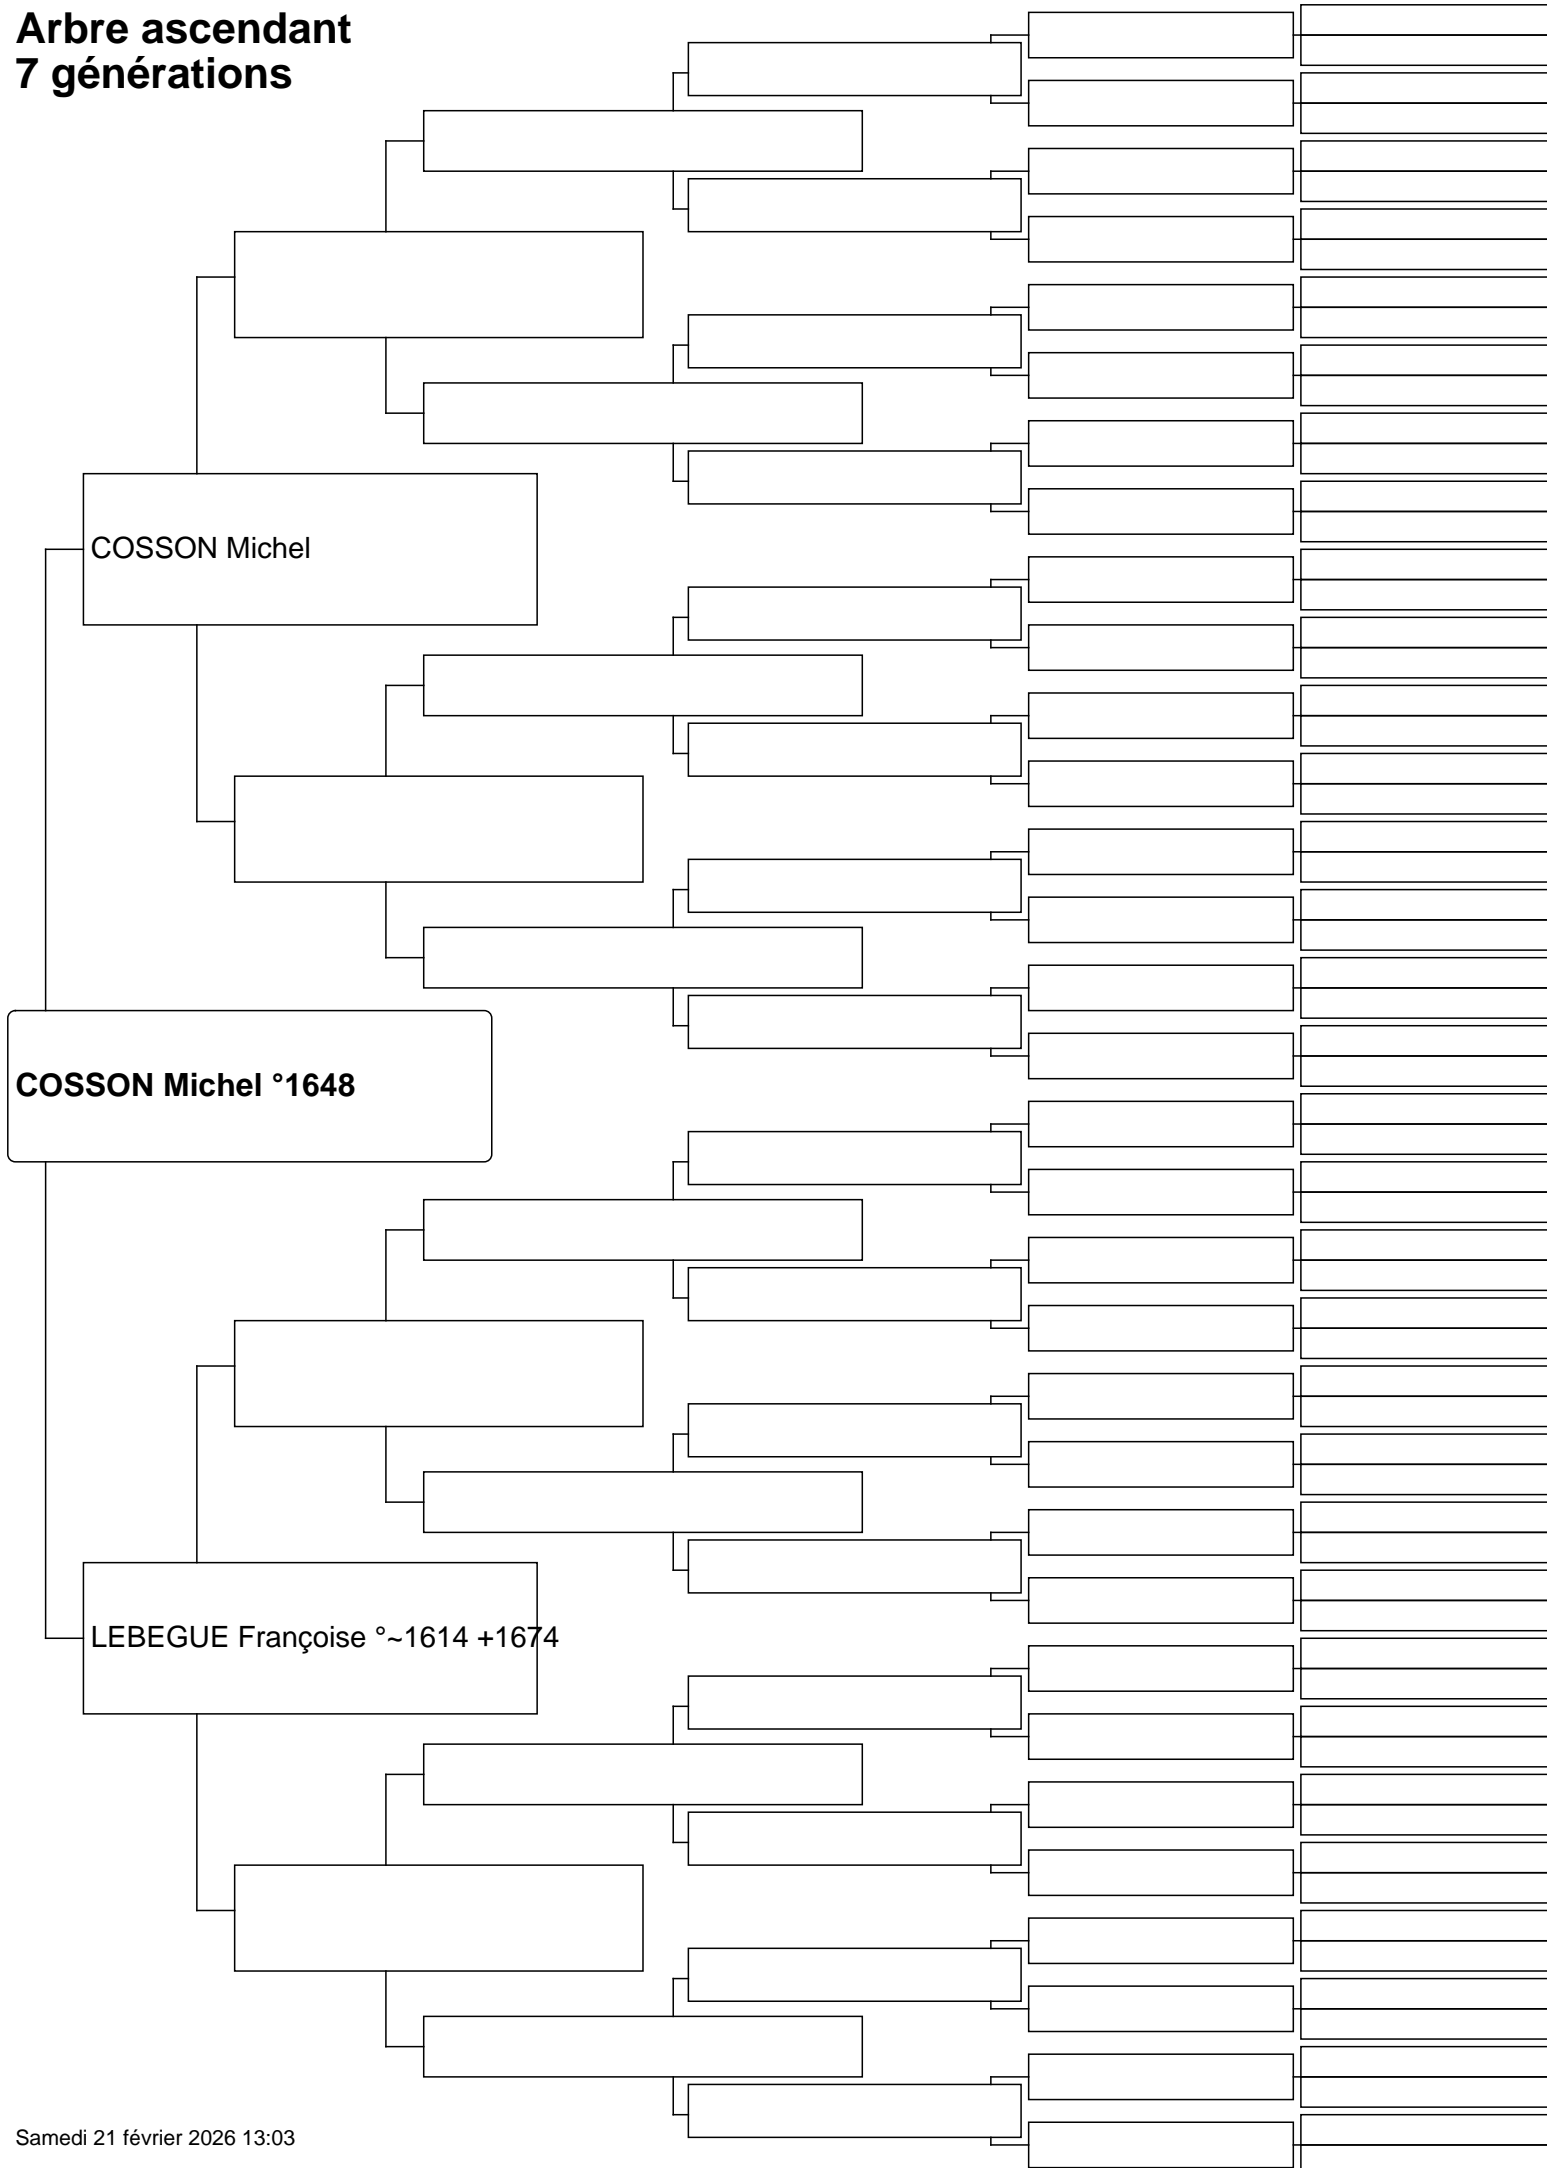 Arbre ascendant
7 générations
COSSON Michel
COSSON Michel °1648
LEBEGUE Françoise °~1614 +1674
Samedi 21 février 2026 13:03